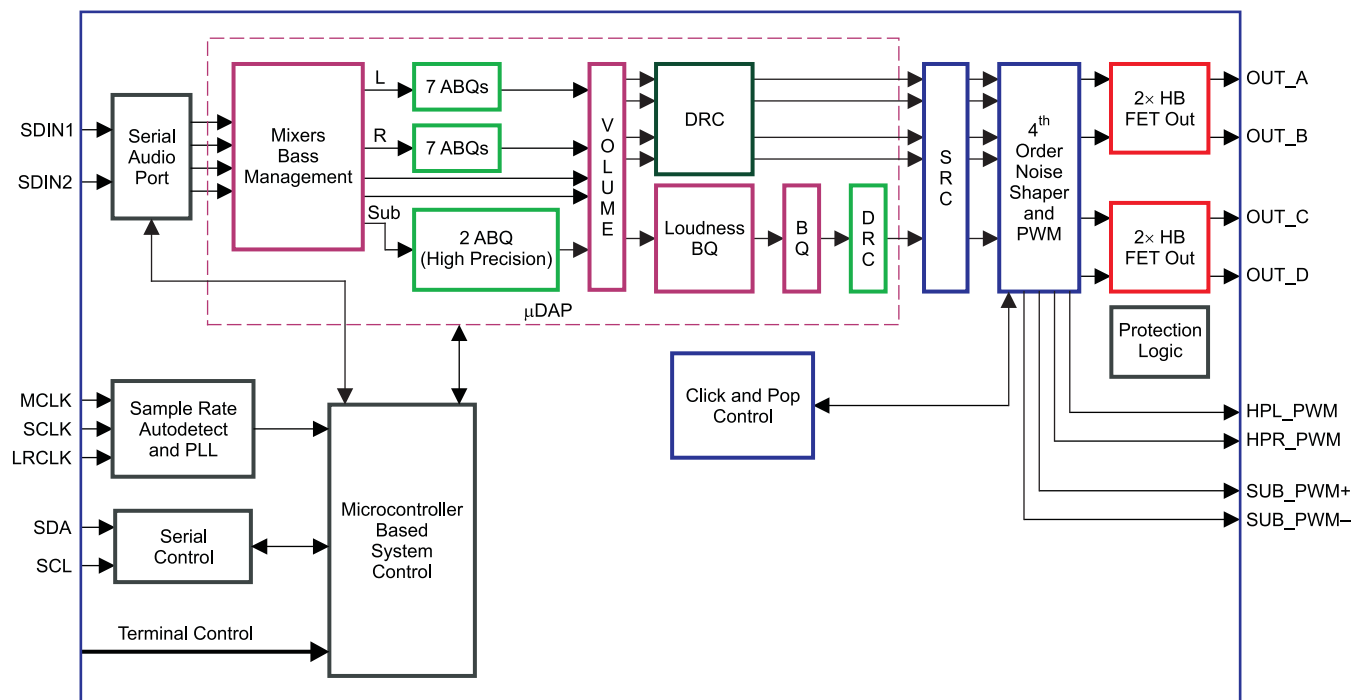 SDIN1
SDIN2
Serial
Audio
Port
Mixers
Bass
Management
L
R
Sub
7 ABQs
7 ABQs
2 ABQ
(High Precision)
V
O
L
U
M
E
DRC
Loudness
BQ
B
Q
D
R
C
μDAP
S
R
C
4th
Order
Noise
Shaper
and
PWM
2× HB
FET Out
2× HB
FET Out
OUT_A
OUT_B
OUT_C
OUT_D
Protection
Logic
Click and Pop
Control
MCLK
SCLK
LRCLK
Sample Rate
Autodetect
and PLL
SDA
SCL
Serial
Control
Terminal Control
Microcontroller
Based
System
Control
HPL_PWM
HPR_PWM
SUB_PWM+
SUB_PWM–